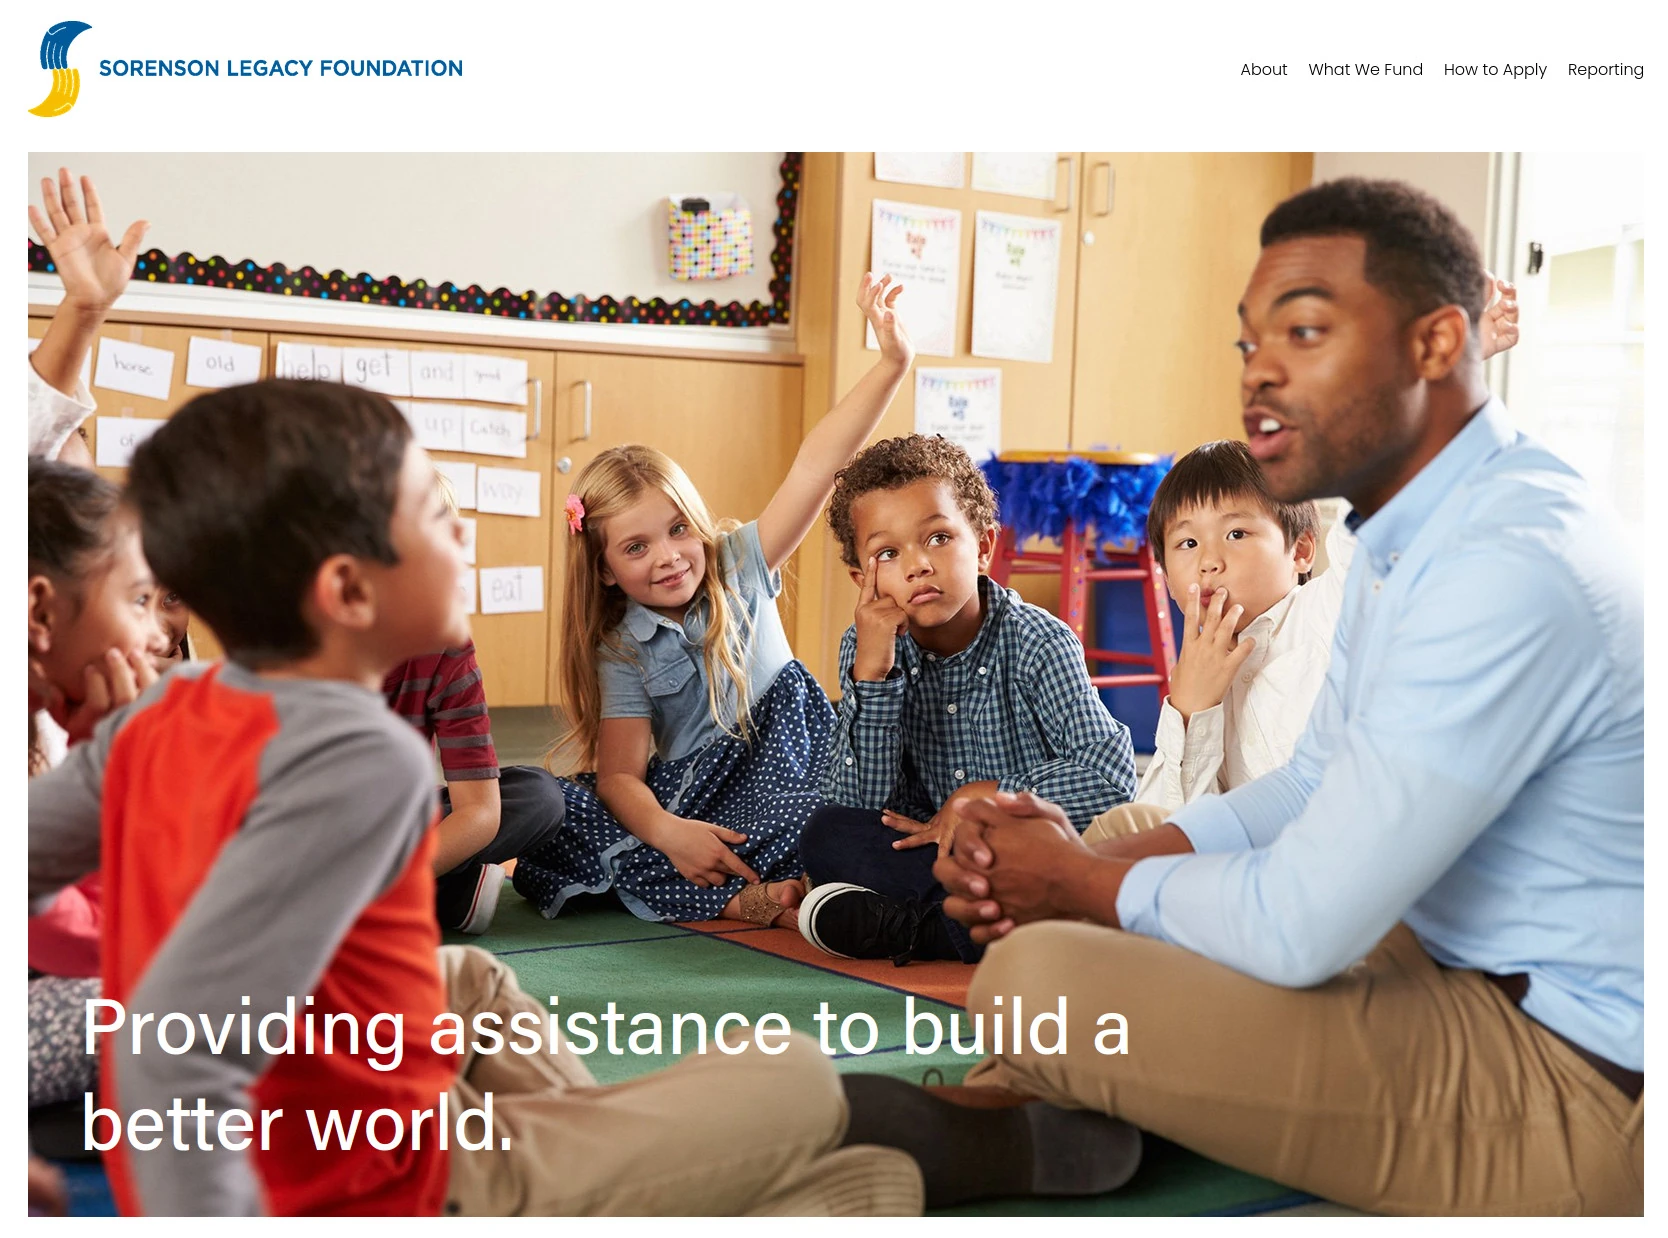 SORENSON LEGACY FOUNDATION
About What We Fund How to Apply Reporting
horse old help get and
of up Catch
way
eat
Providing assistance to build a
better world.